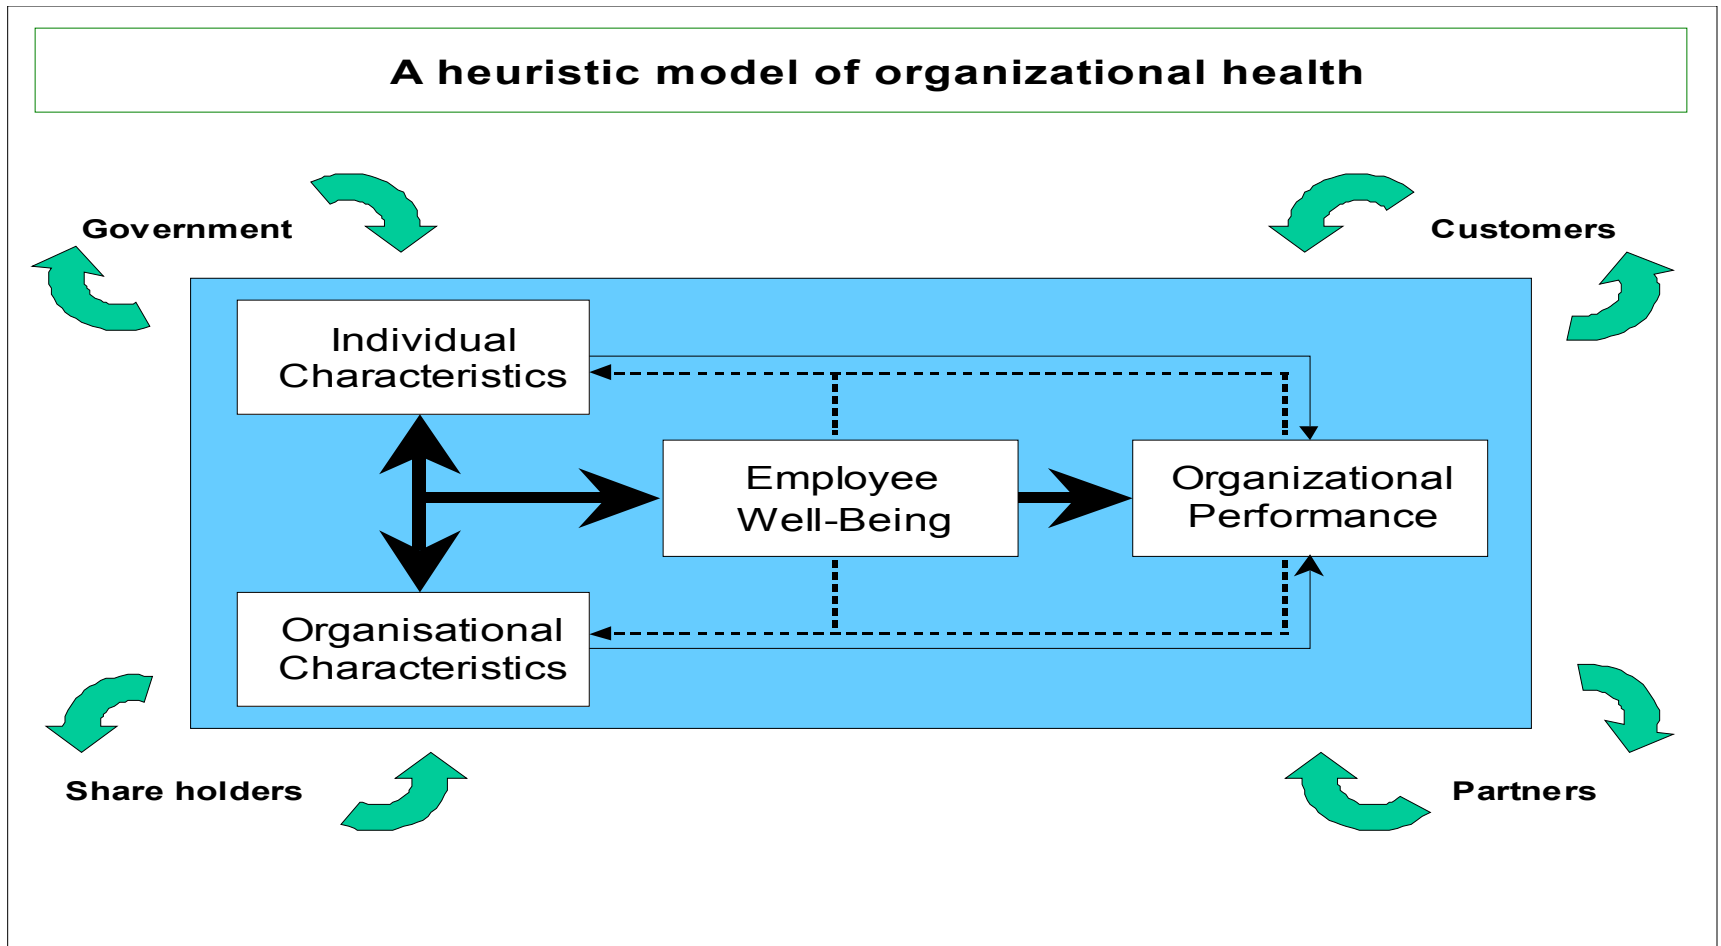 A heuristic model of organizational health
Government
Customers
Individual
Characteristics
Employee
Well-Being
Organizational
Performance
Organisational
Characteristics
Share holders
Partners